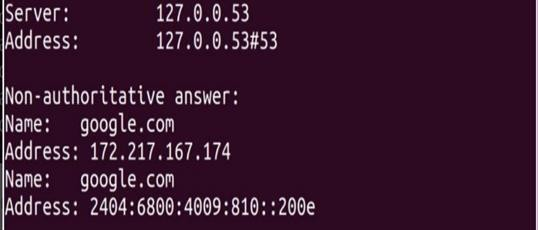 Server: 127.0.0.53
Address: 127.0.0.53#53
Non-authoritative answer:
Name: google.com
Address: 172.217.167.174
Name: google.com
Address: 2404:6800:4009:810::200e